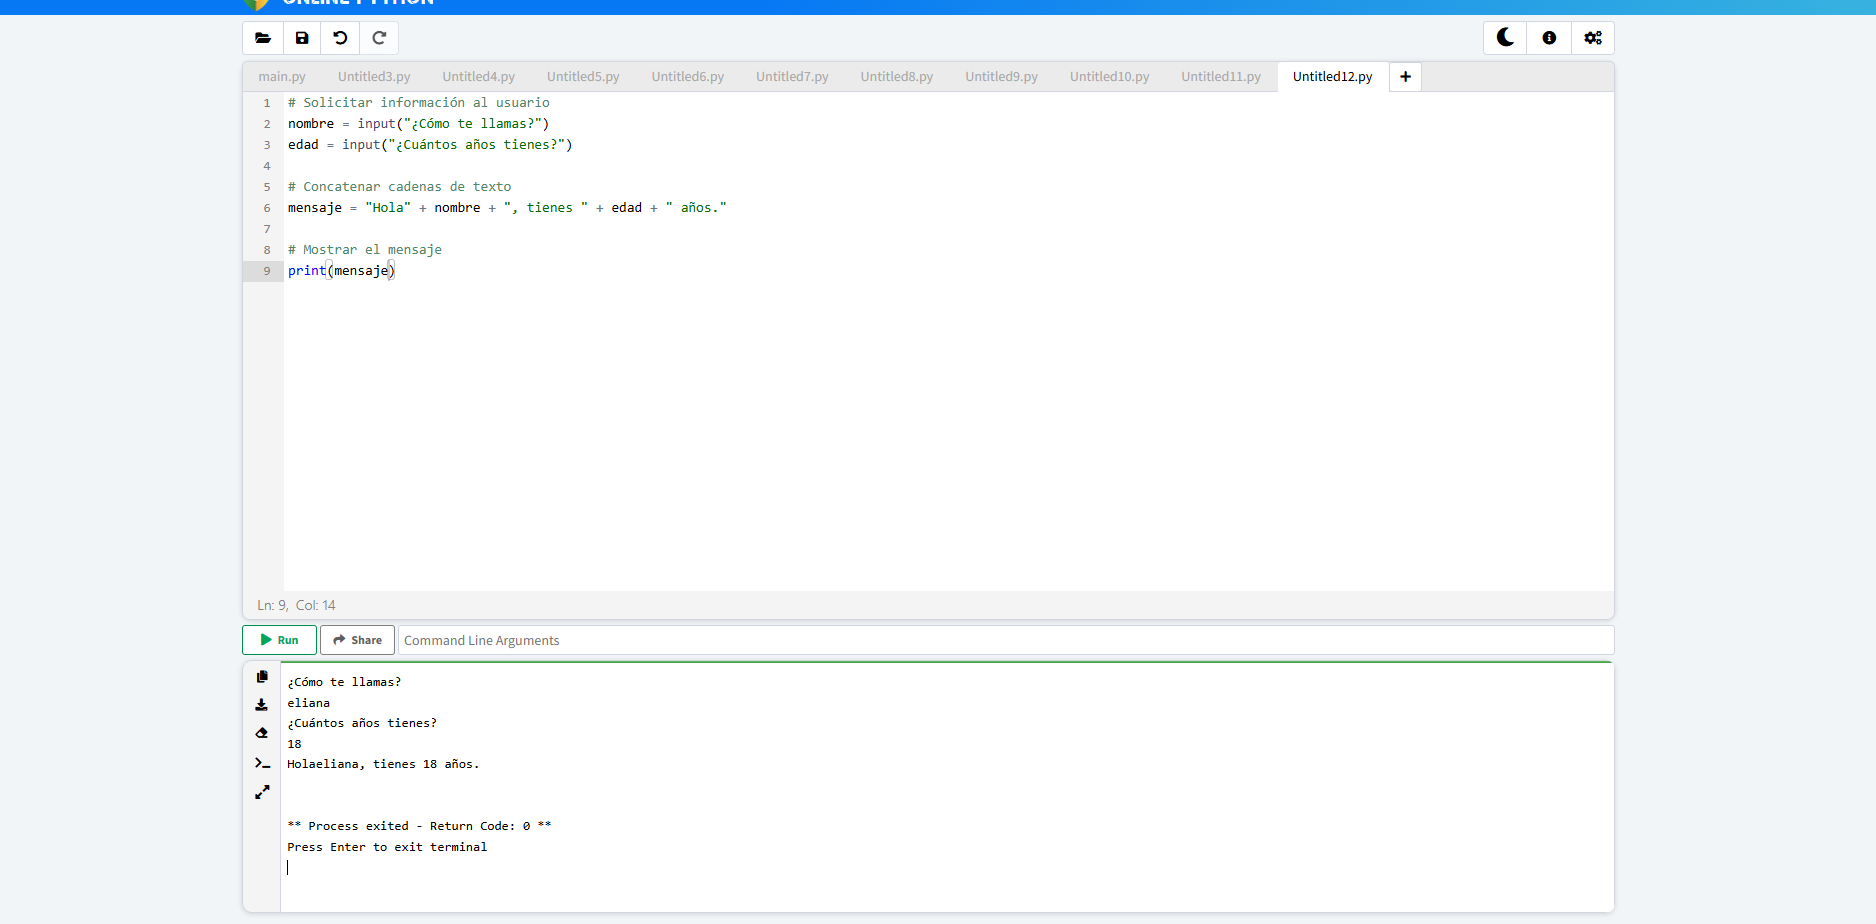 ONLINE PYTHON
main.py Untitled3.py Untitled4.py Untitled5.py Untitled6.py Untitled7.py Untitled8.py Untitled9.py Untitled10.py Untitled11.py Untitled12.py +
1 # Solicitar información al usuario
2 nombre = input("¿Cómo te llamas?")
3 edad = input("¿Cuántos años tienes?")
4
5 # Concatenar cadenas de texto
6 mensaje = "Hola" + nombre + ", tienes " + edad + " años."
7
8 # Mostrar el mensaje
9 print(mensaje)
Ln: 9, Col: 14
Run Share Command Line Arguments
¿Cómo te llamas?
eliana
¿Cuántos años tienes?
18
Holaeliana, tienes 18 años.
** Process exited - Return Code: 0 **
Press Enter to exit terminal